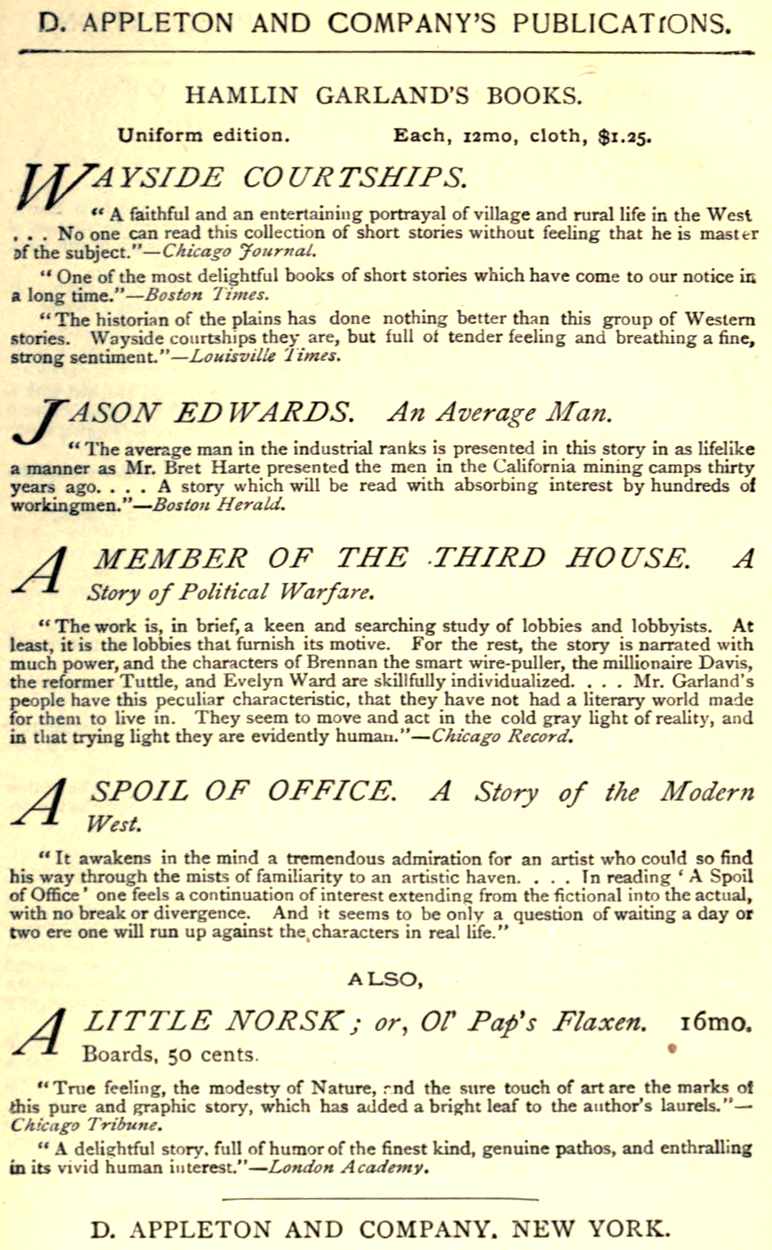 D. APPLETON AND COMPANY'S PUBLICATIONS.
HAMLIN GARLAND'S BOOKS.
Uniform edition. Each, 12mo, cloth, $1.25.
WAYSIDE COURTSHIPS.
"A faithful and an entertaining portrayal of village and rural life in the West
. . . No one can read this collection of short stories without feeling that he is master
of the subject."—Chicago Journal.
"One of the most delightful books of short stories which have come to our notice in
a long time."—Boston Times.
"The historian of the plains has done nothing better than this group of Western
stories. Wayside courtships they are, but full of tender feeling and breathing a fine,
strong sentiment."—Louisville Times.
JASON EDWARDS. An Average Man.
"The average man in the industrial ranks is presented in this story in as lifelike
a manner as Mr. Bret Harte presented the men in the California mining camps thirty
years ago. . . . A story which will be read with absorbing interest by hundreds of
workingmen."—Boston Herald.
A MEMBER OF THE THIRD HOUSE. A
Story of Political Warfare.
"The work is, in brief, a keen and searching study of lobbies and lobbyists. At
least, it is the lobbies that furnish its motive. For the rest, the story is narrated with
much power, and the characters of Brennan the smart wire-puller, the millionaire Davis,
the reformer Tuttle, and Evelyn Ward are skillfully individualized. . . . Mr. Garland's
people have this peculiar characteristic, that they have not had a literary world made
for them to live in. They seem to move and act in the cold gray light of reality, and
in that trying light they are evidently human."—Chicago Record.
A SPOIL OF OFFICE. A Story of the Modern
West.
"It awakens in the mind a tremendous admiration for an artist who could so find
his way through the mists of familiarity to an artistic haven. . . . In reading 'A Spoil
of Office' one feels a continuation of interest extending from the fictional into the actual,
with no break or divergence. And it seems to be only a question of waiting a day or
two ere one will run up against the characters in real life."
ALSO,
A LITTLE NORSK; or, Ol' Pap's Flaxen. 16mo.
Boards, 50 cents.
"True feeling, the modesty of Nature, and the sure touch of art are the marks of
this pure and graphic story, which has added a bright leaf to the author's laurels."—
Chicago Tribune.
"A delightful story, full of humor of the finest kind, genuine pathos, and enthralling
in its vivid human interest."—London Academy.
D. APPLETON AND COMPANY, NEW YORK.